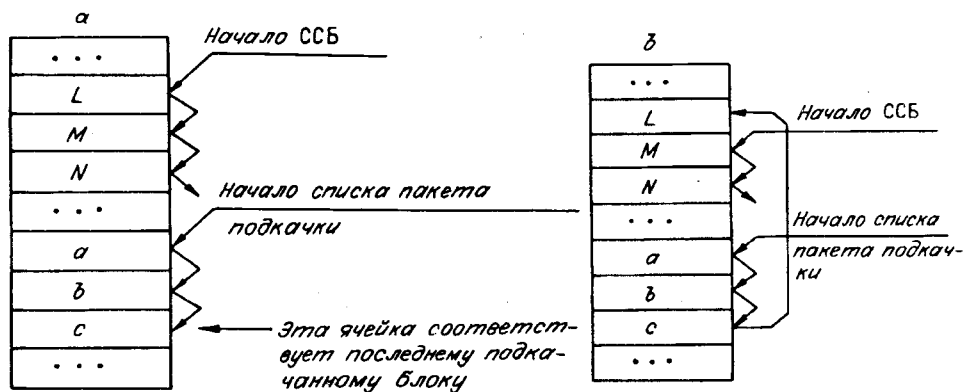 а
. . .
Начало ССБ
L
M
N
Начало списка пакета
подкачки
. . .
a
b
c
Эта ячейка соответст-
вует последнему подка-
чанному блоку
. . .
b
. . .
L
Начало ССБ
M
N
. . .
Начало списка
пакета подкач-
ки
a
b
c
. . .